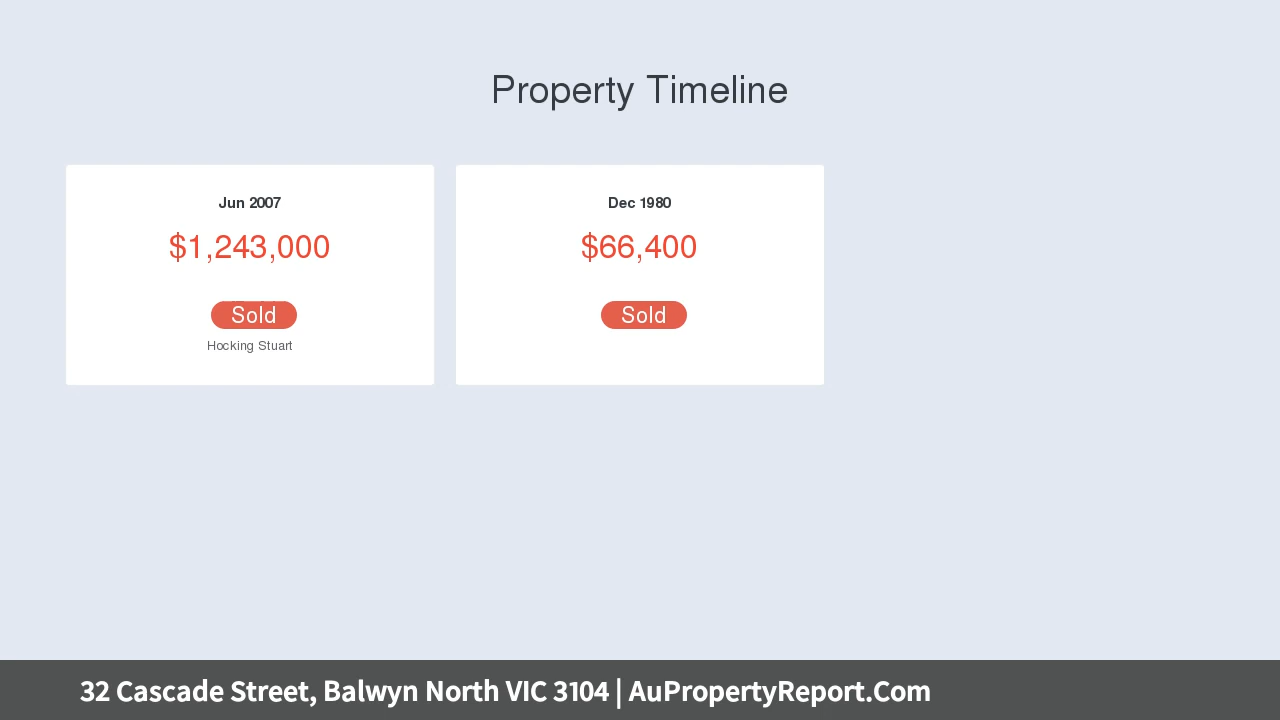 Property Timeline
Jun 2007
$1,243,000
Sold
Hocking Stuart
Dec 1980
$66,400
Sold
32 Cascade Street, Balwyn North VIC 3104 | AuPropertyReport.Com